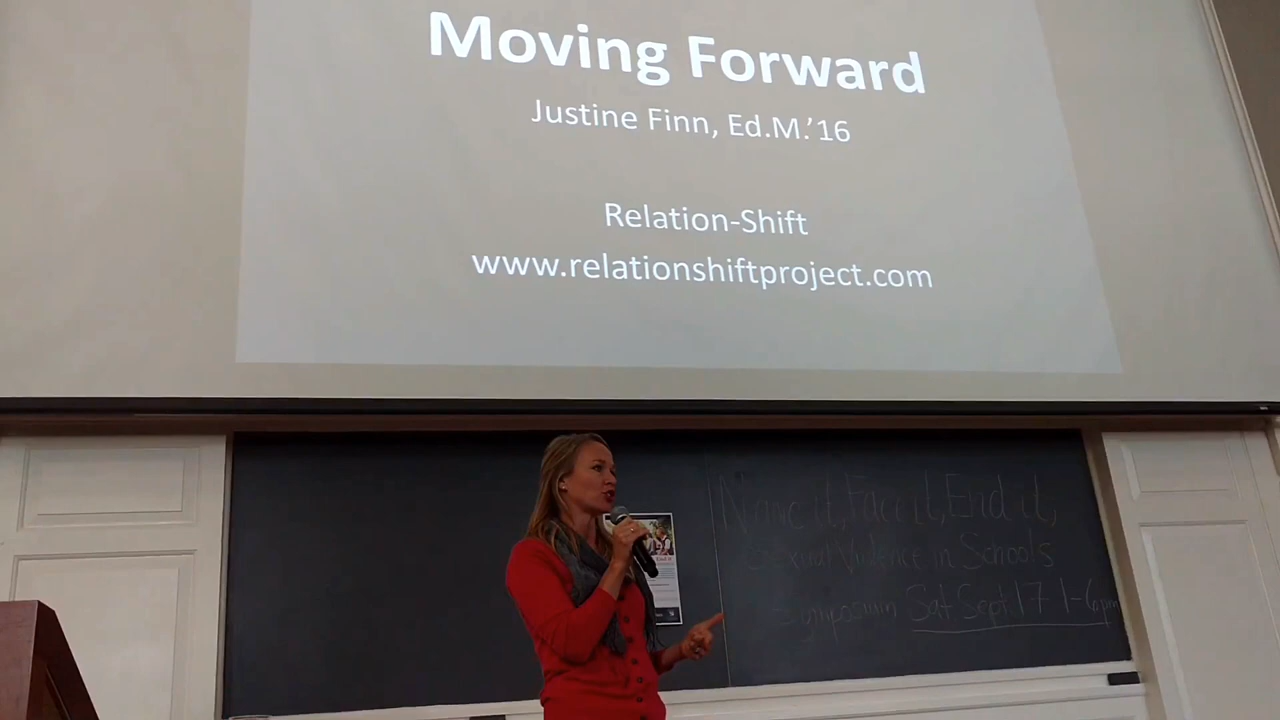 Moving Forward
Justine Finn, Ed.M.'16
Relation-Shift
www.relationshiftproject.com
Name it, Face it, End it,
Sexual Violence in Schools
Symposium Sat. Sept. 17 1-6pm